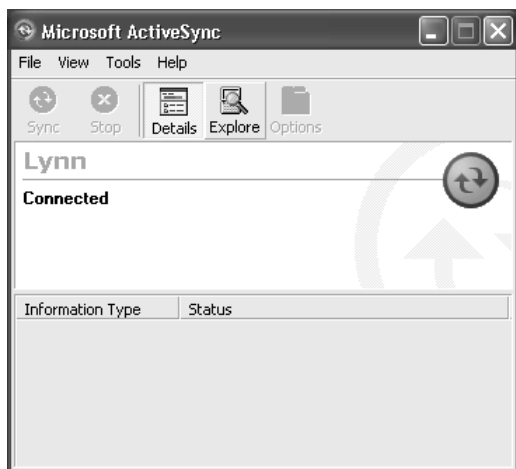 Microsoft ActiveSync
File View Tools Help
Sync Stop Details Explore Options
Lynn
Connected
Information Type Status